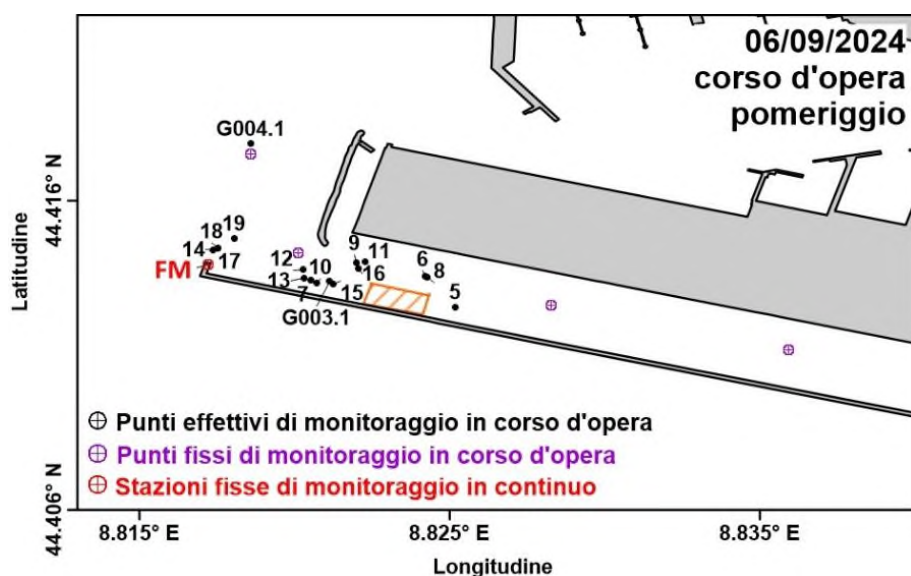 06/09/2024
corso d'opera
pomeriggio
G004.1
44.416° N
Latitudine
18 19
14
17
FM
12
13
10
7
G003.1
15
9
11
16
6
8
5
⊕ Punti effettivi di monitoraggio in corso d'opera
⊕ Punti fissi di monitoraggio in corso d'opera
⊕ Stazioni fisse di monitoraggio in continuo
44.406° N
8.815° E
8.825° E
8.835° E
Longitudine